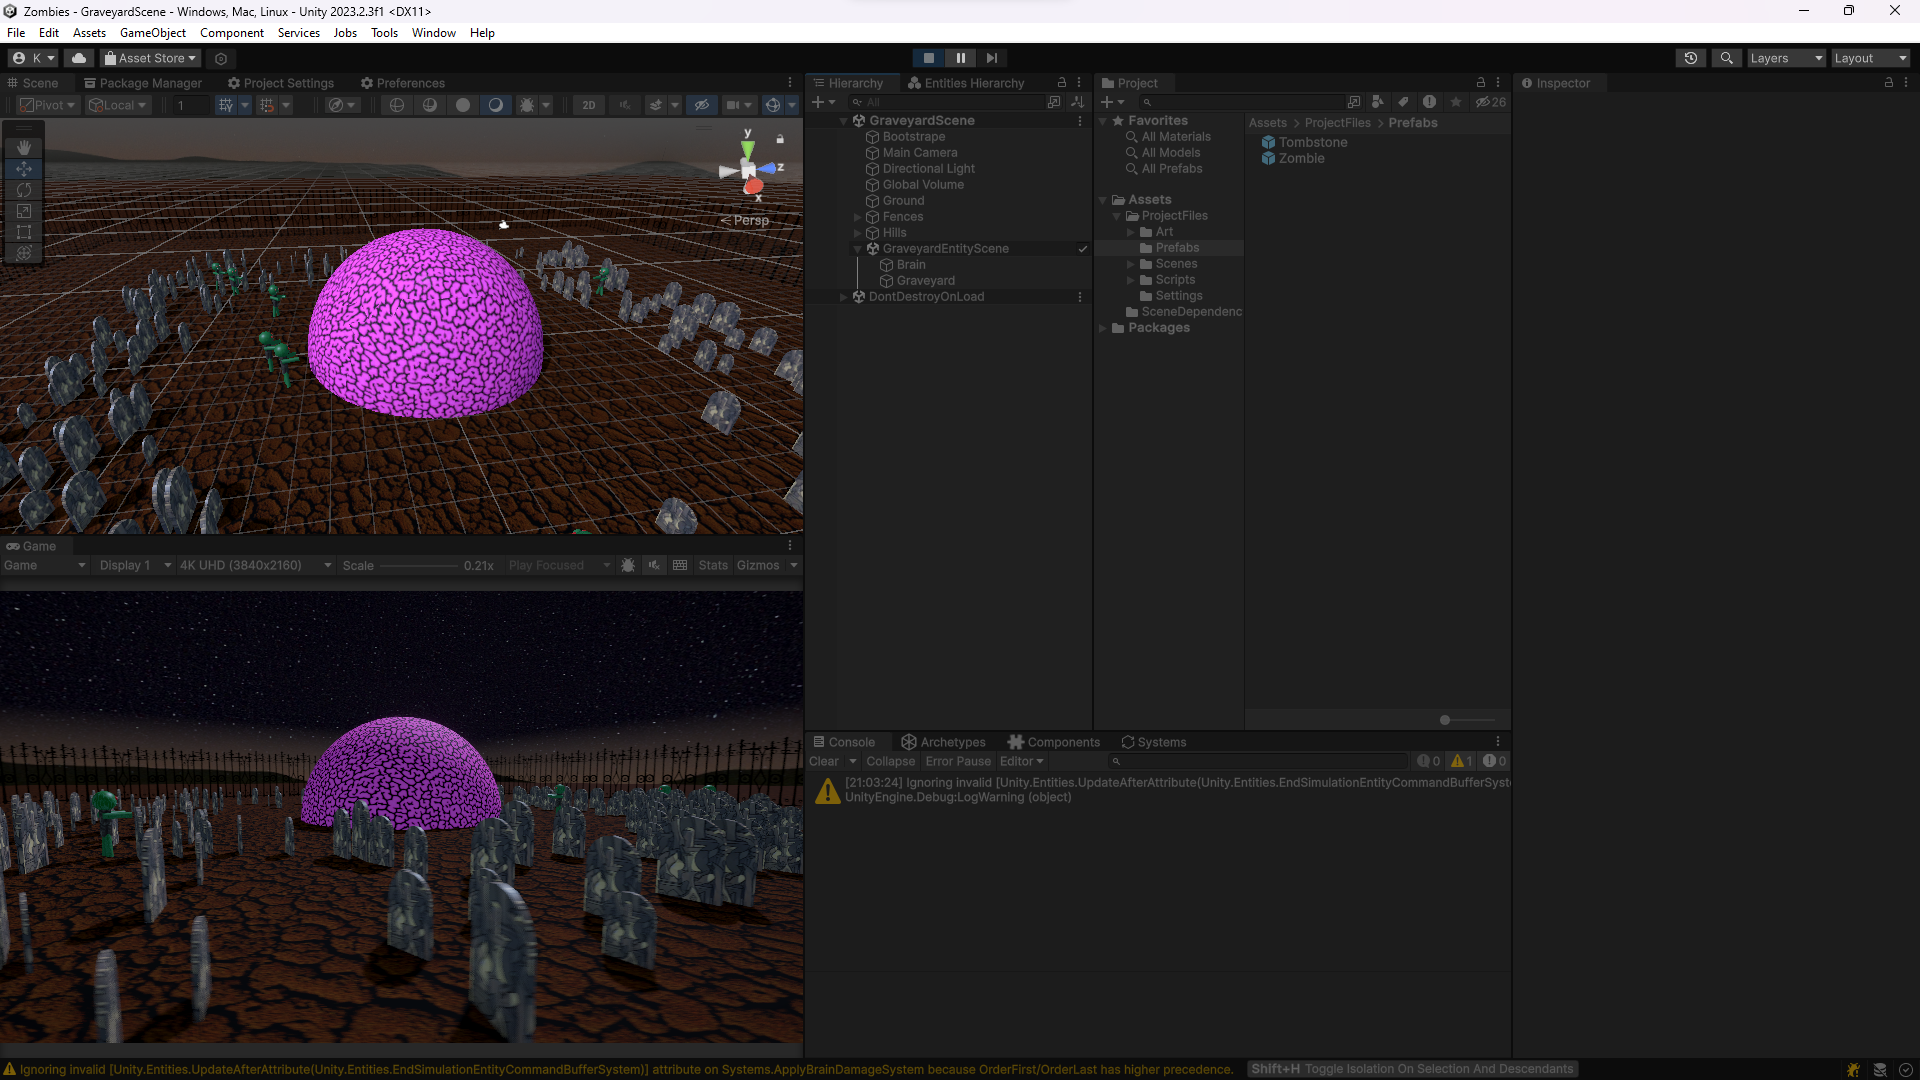 Zombies - GraveyardScene - Windows, Mac, Linux - Unity 2023.2.3f1 <DX11>
File Edit Assets GameObject Component Services Jobs Tools Window Help
K Asset Store Layers Layout
Scene Package Manager Project Settings Preferences
Pivot Local 1 2D
y
z
x
< Persp
Game
Game Display 1 4K UHD (3840x2160) Scale 0.21x Play Focused Stats Gizmos
Hierarchy Entities Hierarchy
All
GraveyardScene
Bootstrape
Main Camera
Directional Light
Global Volume
Ground
Fences
Hills
GraveyardEntityScene
Brain
Graveyard
DontDestroyOnLoad
Project
26
Favorites
All Materials
All Models
All Prefabs
Assets
ProjectFiles
Art
Prefabs
Scenes
Scripts
Settings
SceneDependenc
Packages
Assets > ProjectFiles > Prefabs
Tombstone
Zombie
Inspector
Console Archetypes Components Systems
Clear Collapse Error Pause Editor 0 1 0
[21:03:24] Ignoring invalid [Unity.Entities.UpdateAfterAttribute(Unity.Entities.EndSimulationEntityCommandBufferSyst
UnityEngine.Debug:LogWarning (object)
Ignoring invalid [Unity.Entities.UpdateAfterAttribute(Unity.Entities.EndSimulationEntityCommandBufferSystem)] attribute on Systems.ApplyBrainDamageSystem because OrderFirst/OrderLast has higher precedence.
Shift+H Toggle Isolation On Selection And Descendants